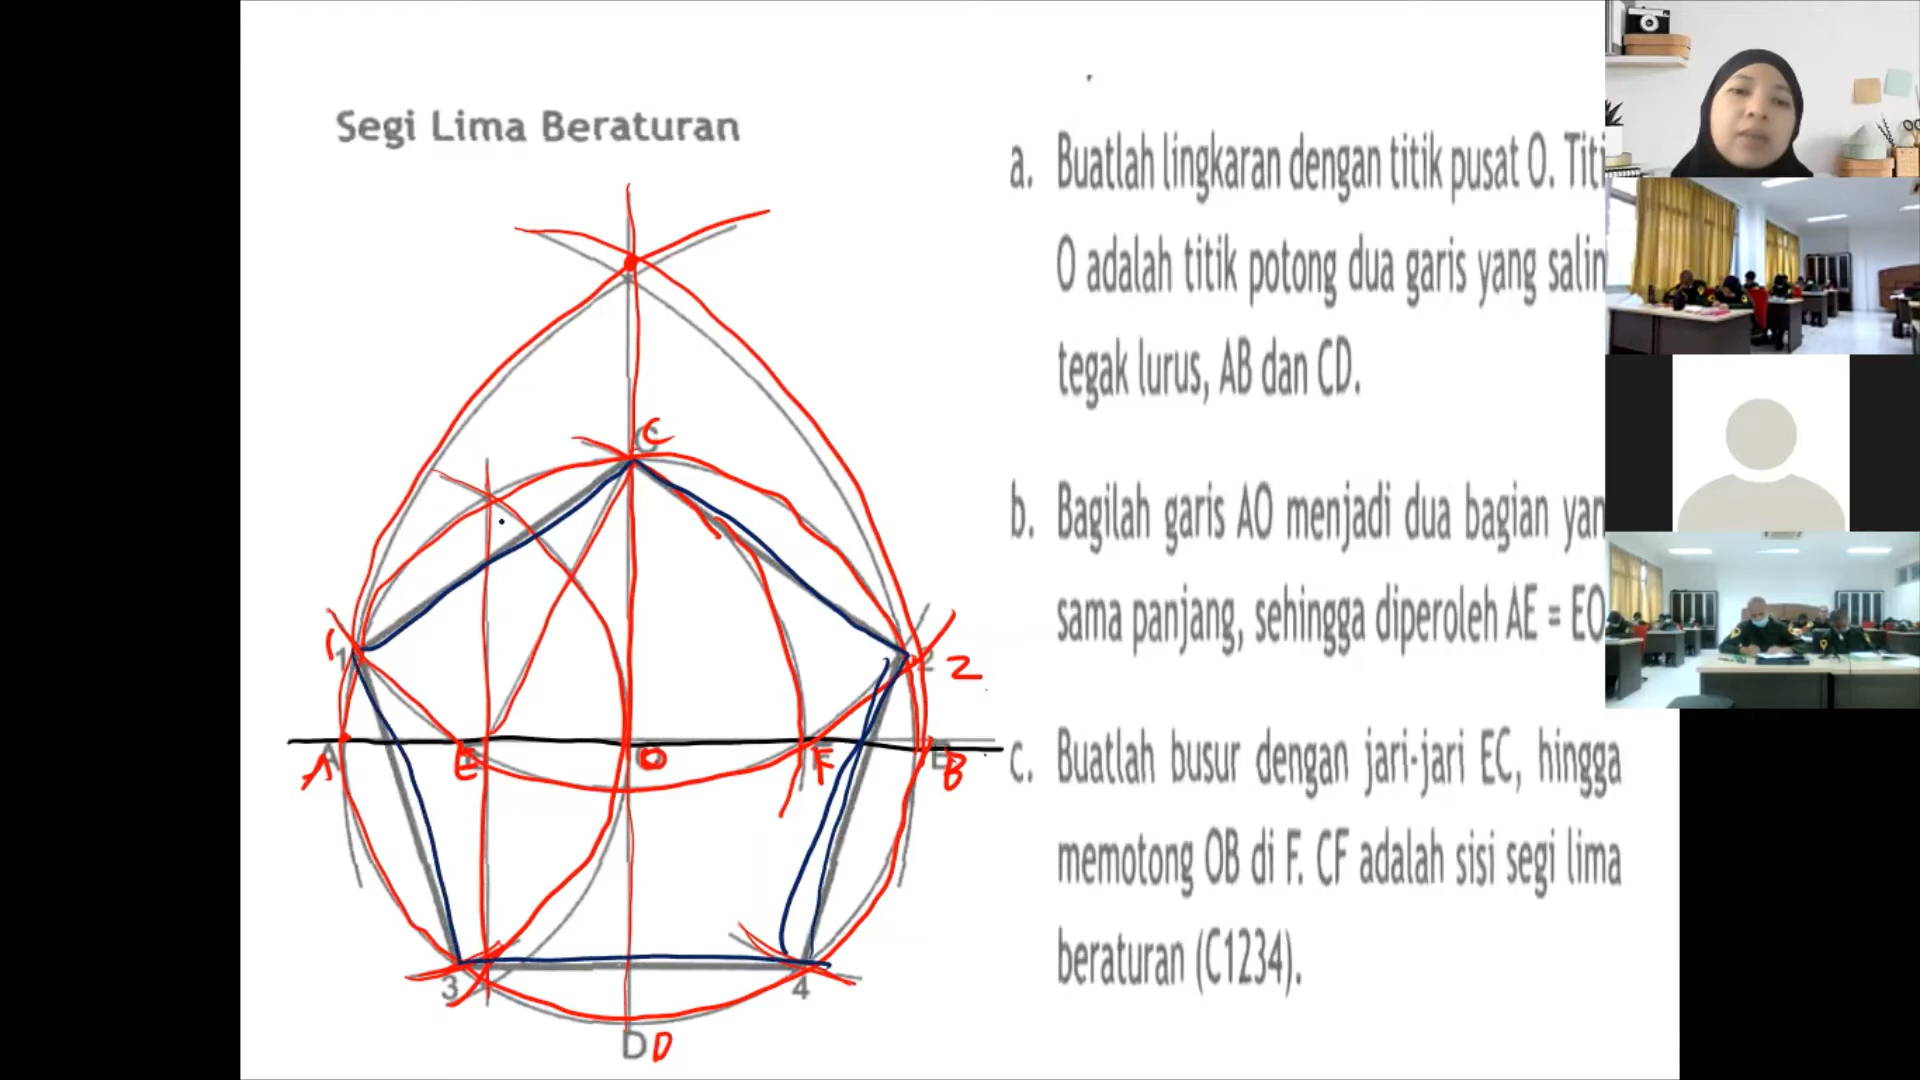 Segi Lima Beraturan
a. Buatlah lingkaran dengan titik pusat O. Titi
O adalah titik potong dua garis yang salin
tegak lurus, AB dan CD.
b. Bagilah garis AO menjadi dua bagian yan
sama panjang, sehingga diperoleh AE = EO
c. Buatlah busur dengan jari-jari EC, hingga
memotong OB di F. CF adalah sisi segi lima
beraturan (C1234).
C C
1 1 2 2
A A E O F F B B
3 4
D D